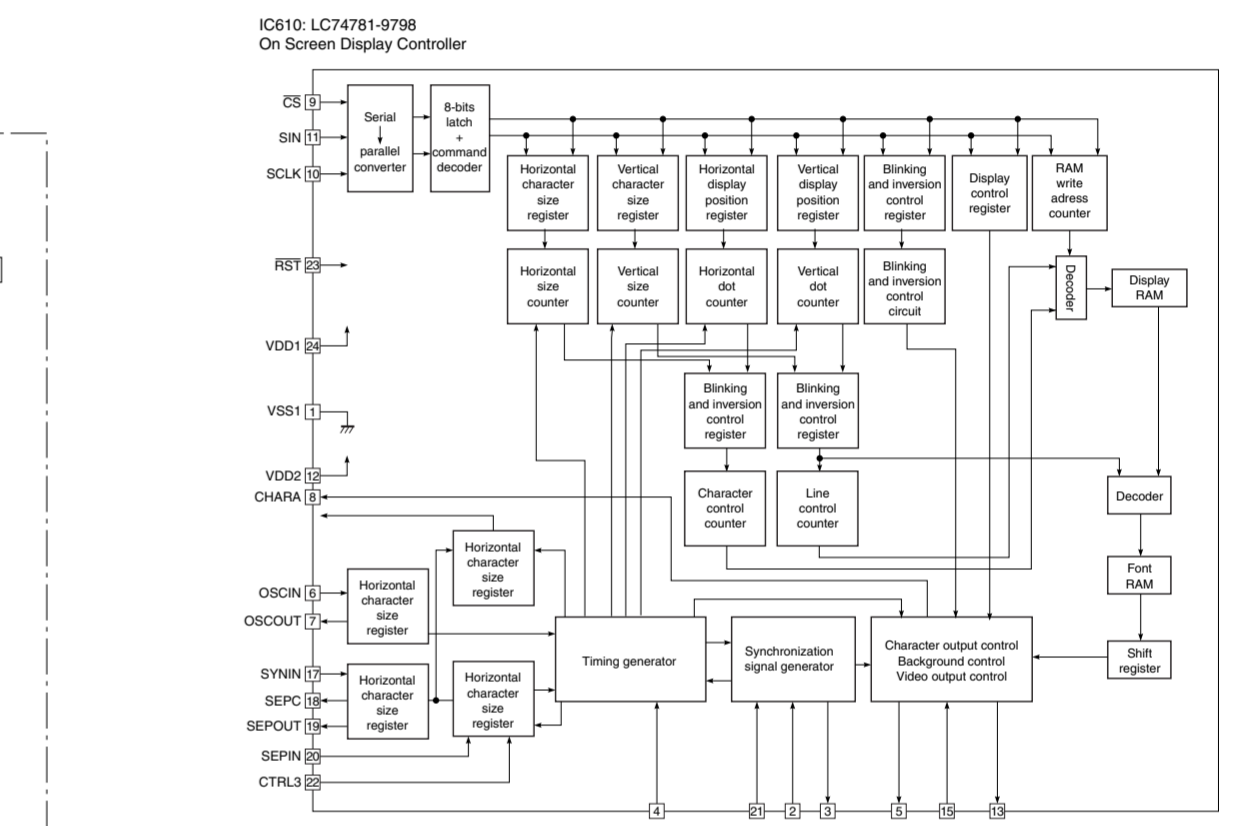 IC610: LC74781-9798
On Screen Display Controller
CS 9
SIN 11
SCLK 10
Serial
parallel
converter
8-bits
latch
+
command
decoder
Horizontal
character
size
register
Vertical
character
size
register
Horizontal
display
position
register
Vertical
display
position
register
Blinking
and inversion
control
register
Display
control
register
RAM
write
adress
counter
RST 23
Horizontal
size
counter
Vertical
size
counter
Horizontal
dot
counter
Vertical
dot
counter
Blinking
and inversion
control
circuit
Decoder
Display
RAM
VDD1 24
VSS1 1
VDD2 12
CHARA 8
Blinking
and inversion
control
register
Blinking
and inversion
control
register
Character
control
counter
Line
control
counter
Decoder
Font
RAM
Shift
register
OSCIN 6
OSCOUT 7
Horizontal
character
size
register
Horizontal
character
size
register
SYNIN 17
SEPC 18
SEPOUT 19
SEPIN 20
CTRL3 22
Horizontal
character
size
register
Horizontal
character
size
register
Timing generator
Synchronization
signal generator
Character output control
Background control
Video output control
4 21 2 3 5 15 13